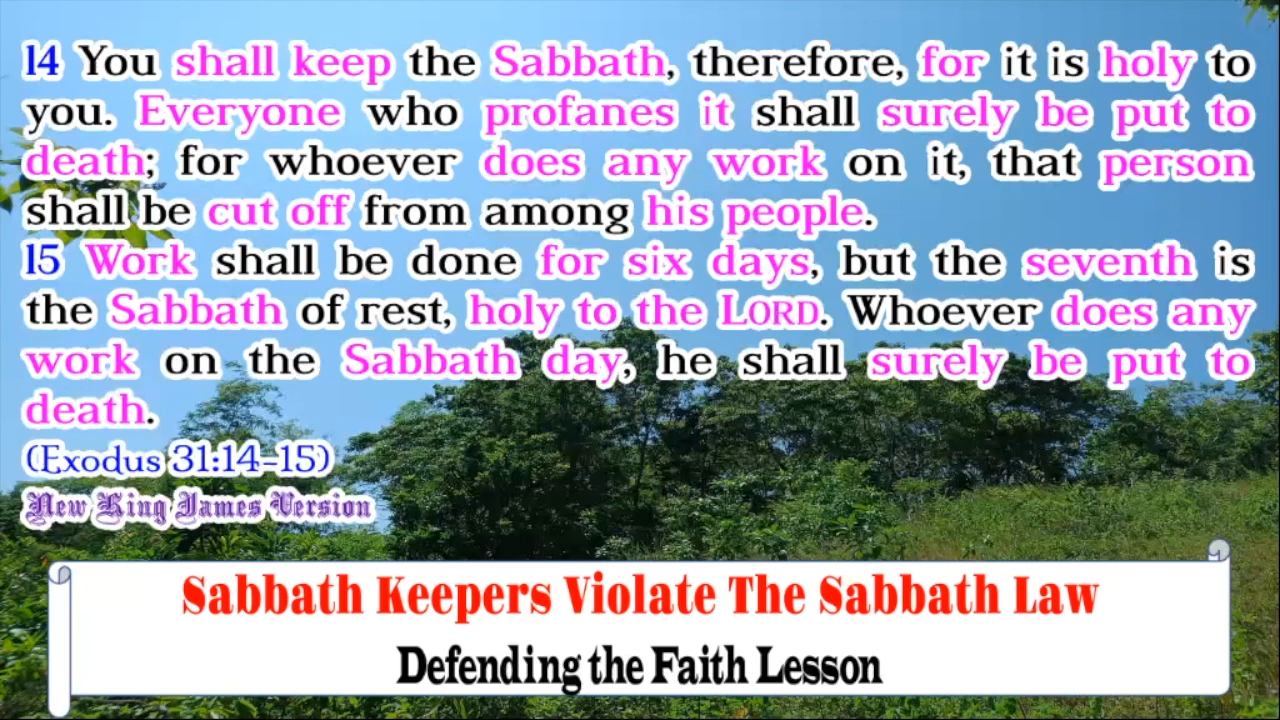 14 You shall keep the Sabbath, therefore, for it is holy to
you. Everyone who profanes it shall surely be put to
death; for whoever does any work on it, that person
shall be cut off from among his people.
15 Work shall be done for six days, but the seventh is
the Sabbath of rest, holy to the LORD. Whoever does any
work on the Sabbath day, he shall surely be put to
death.
(Exodus 31:14-15)
New King James Version
Sabbath Keepers Violate The Sabbath Law
Defending the Faith Lesson